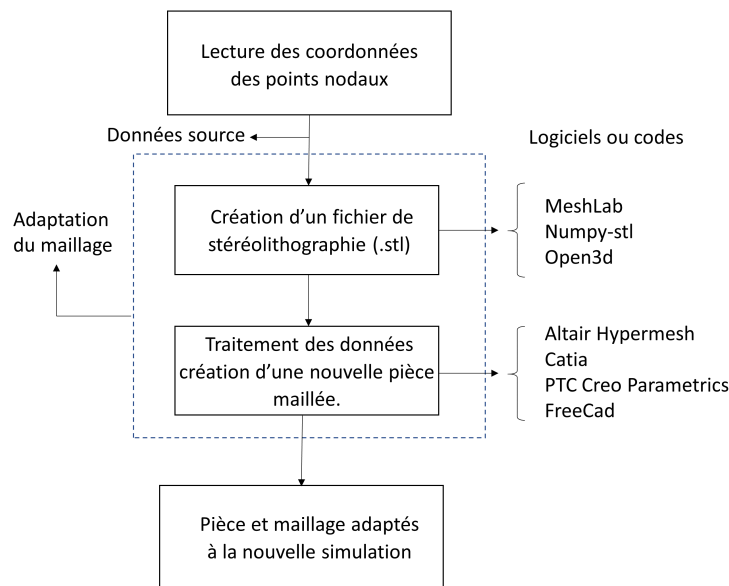 Lecture des coordonnées
des points nodaux
Données source
Logiciels ou codes
Adaptation
du maillage
Création d’un fichier de
stéréolithographie (.stl)
MeshLab
Numpy-stl
Open3d
Traitement des données
création d’une nouvelle pièce
maillée.
Altair Hypermesh
Catia
PTC Creo Parametrics
FreeCad
Pièce et maillage adaptés
à la nouvelle simulation